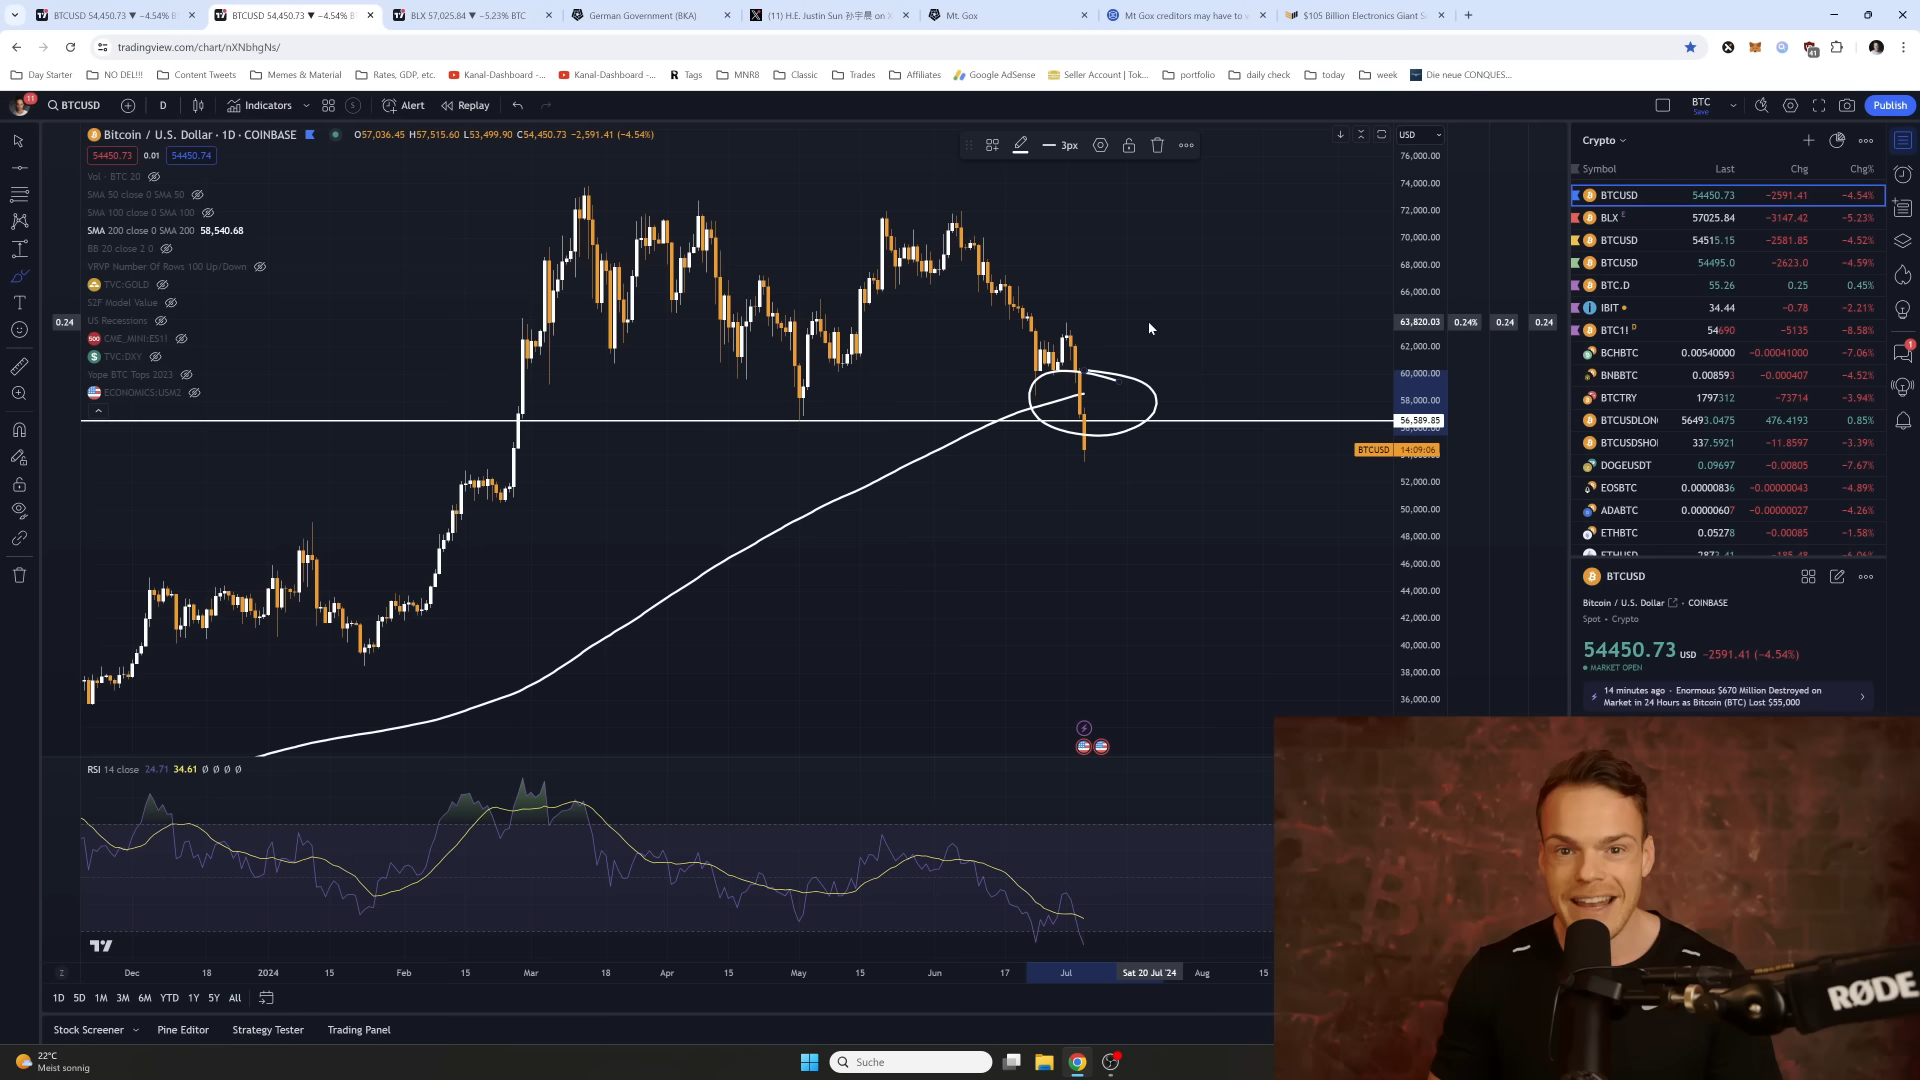 BTCUSD 54,450.73 ▼ −4.54%
BTCUSD 54,450.73 ▼ −4.54%
BLX 57,025.84 ▼ −5.23% BTC
German Government (BKA)
(11) H.E. Justin Sun 孙宇晨 on X
Mt. Gox
Mt Gox creditors may have to
$105 Billion Electronics Giant S
tradingview.com/chart/nXNbhgNs/
41
Day Starter
NO DEL!!!
Content Tweets
Memes & Material
Rates, GDP, etc.
Kanal-Dashboard -...
Kanal-Dashboard -...
Tags
MNR8
Classic
Trades
Affiliates
Google AdSense
Seller Account | Tok...
portfolio
daily check
today
week
Die neue CONQUES...
11
BTCUSD
D
Indicators
Alert
Replay
BTC
Save
Publish
Bitcoin / U.S. Dollar · 1D · COINBASE
O57,036.45 H57,515.60 L53,499.90 C54,450.73 −2,591.41 (−4.54%)
54450.73 0.01 54450.74
Vol · BTC 20
SMA 50 close 0 SMA 50
SMA 100 close 0 SMA 100
SMA 200 close 0 SMA 200 58,540.68
BB 20 close 2 0
VRVP Number Of Rows 100 Up/Down
TVC:GOLD
S2F Model Value
US Recessions
CME_MINI:ES1!
TVC:DXY
Yope BTC Tops 2023
ECONOMICS:USM2
3px
USD
76,000.00
74,000.00
72,000.00
70,000.00
68,000.00
66,000.00
0.24
63,820.03 0.24% 0.24 0.24
62,000.00
60,000.00
58,000.00
56,589.85
BTCUSD 14:09:06
52,000.00
50,000.00
48,000.00
46,000.00
44,000.00
42,000.00
40,000.00
38,000.00
36,000.00
RSI 14 close 24.71 34.61 Ø Ø Ø Ø
Dec 18 2024 15 Feb 15 Mar 18 Apr 15 May 15 Jun 17 Jul Sat 20 Jul '24 Aug 15
1D 5D 1M 3M 6M YTD 1Y 5Y All
Stock Screener Pine Editor Strategy Tester Trading Panel
Crypto
Symbol Last Chg Chg%
BTCUSD 54450.73 −2591.41 −4.54%
BLX E 57025.84 −3147.42 −5.23%
BTCUSD 54515.15 −2581.85 −4.52%
BTCUSD 54495.0 −2623.0 −4.59%
BTC.D 55.26 0.25 0.45%
IBIT 34.44 −0.78 −2.21%
BTC1! D 54690 −5135 −8.58%
BCHBTC 0.00540000 −0.00041000 −7.06%
BNBBTC 0.008593 −0.000407 −4.52%
BTCTRY 1797312 −73714 −3.94%
BTCUSDLON 56493.0475 476.4193 0.85%
BTCUSDSHO 337.5921 −11.8597 −3.39%
DOGEUSDT 0.09697 −0.00805 −7.67%
EOSBTC 0.00000836 −0.00000043 −4.89%
ADABTC 0.00000607 −0.00000027 −4.26%
ETHBTC 0.05278 −0.00085 −1.58%
BTCUSD
Bitcoin / U.S. Dollar · COINBASE
Spot · Crypto
54450.73 USD −2591.41 (−4.54%)
MARKET OPEN
14 minutes ago · Enormous $670 Million Destroyed on
Market in 24 Hours as Bitcoin (BTC) Lost $55,000
RØDE
22°C
Meist sonnig
Suche